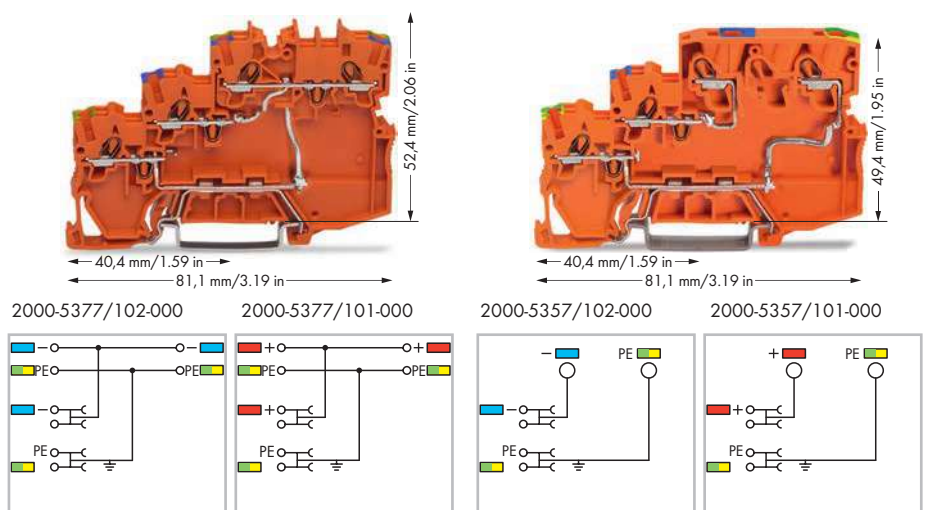 52,4 mm/2.06 in
49,4 mm/1.95 in
40,4 mm/1.59 in
81,1 mm/3.19 in
40,4 mm/1.59 in
81,1 mm/3.19 in
2000-5377/102-000
2000-5377/101-000
2000-5357/102-000
2000-5357/101-000
− −
PE PE
−
PE
+ +
PE PE
+
PE
− PE
−
PE
+ PE
+
PE